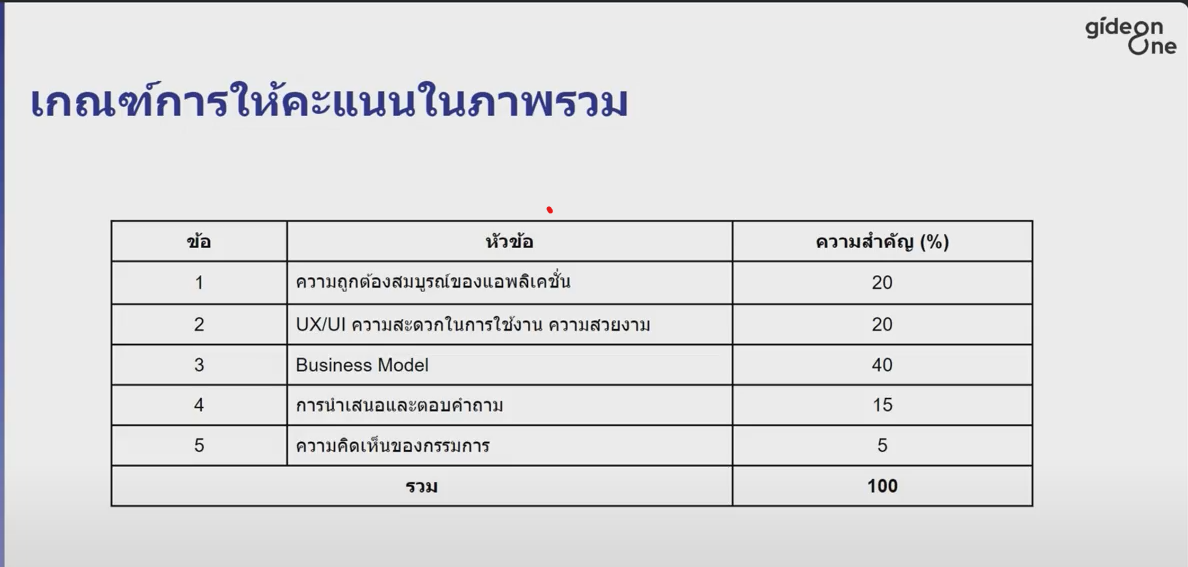 gideon
One
เกณฑ์การให้คะแนนในภาพรวม
ข้อ หัวข้อ ความสำคัญ (%)
1 ความถูกต้องสมบูรณ์ของแอพลิเคชั่น 20
2 UX/UI ความสะดวกในการใช้งาน ความสวยงาม 20
3 Business Model 40
4 การนำเสนอและตอบคำถาม 15
5 ความคิดเห็นของกรรมการ 5
รวม 100